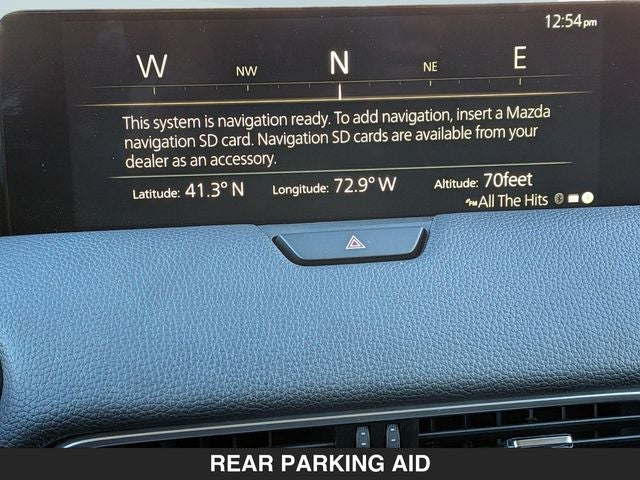 12:54pm
W NW N NE E
This system is navigation ready. To add navigation, insert a Mazda
navigation SD card. Navigation SD cards are available from your
dealer as an accessory.
Latitude: 41.3° N Longitude: 72.9° W Altitude: 70feet
FM All The Hits
REAR PARKING AID